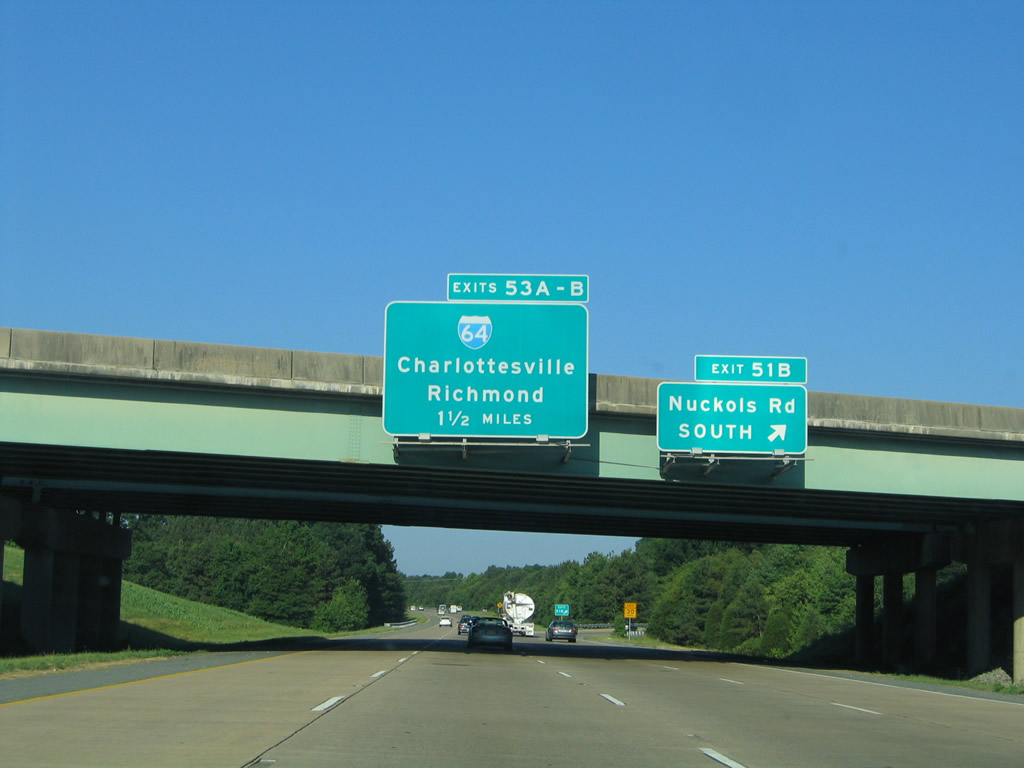 EXITS 53A-B
64
Charlottesville
Richmond
1 1/2 MILES
EXIT 51B
Nuckols Rd
SOUTH